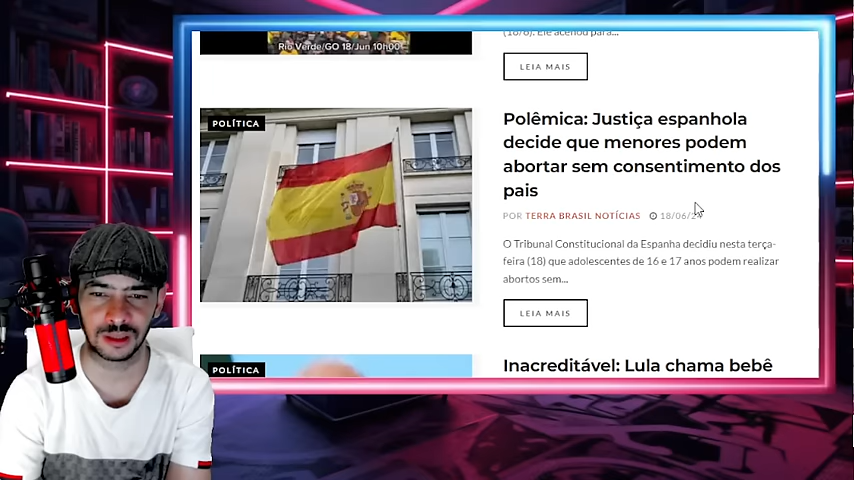 Rio Verde/GO 18/Jun 10h00
(18/6). Ele acenou para...
LEIA MAIS
POLÍTICA
Polêmica: Justiça espanhola
decide que menores podem
abortar sem consentimento dos
pais
POR TERRA BRASIL NOTÍCIAS 18/06/
O Tribunal Constitucional da Espanha decidiu nesta terça-
feira (18) que adolescentes de 16 e 17 anos podem realizar
abortos sem...
LEIA MAIS
POLÍTICA
Inacreditável: Lula chama bebê